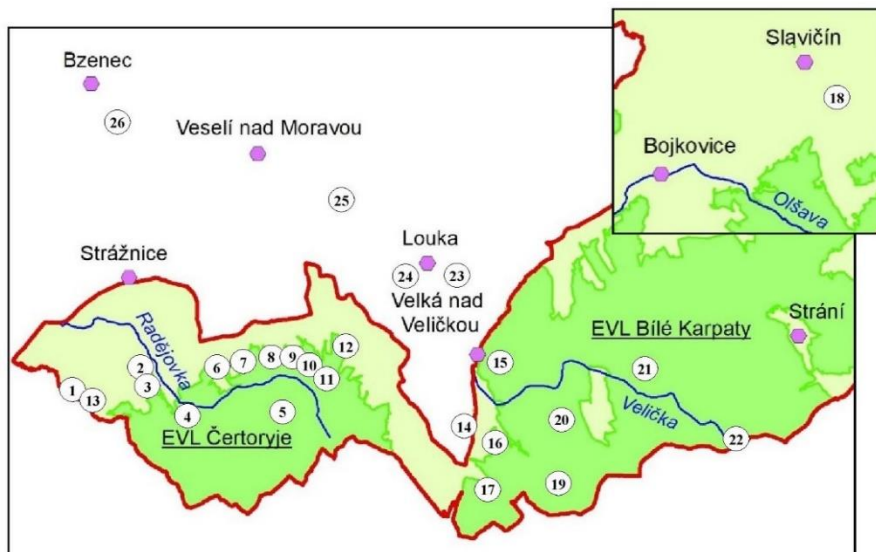 Slavičín
18
Bojkovice
Olšava
Bzenec
26
Veselí nad Moravou
25
Strážnice
Louka
24
23
Velká nad
Veličkou
Radějovka
EVL Bílé Karpaty
Strání
1
13
2
3
4
5
6
7
8
9
10
11
12
EVL Čertoryje
14
15
16
17
19
20
21
Velička
22